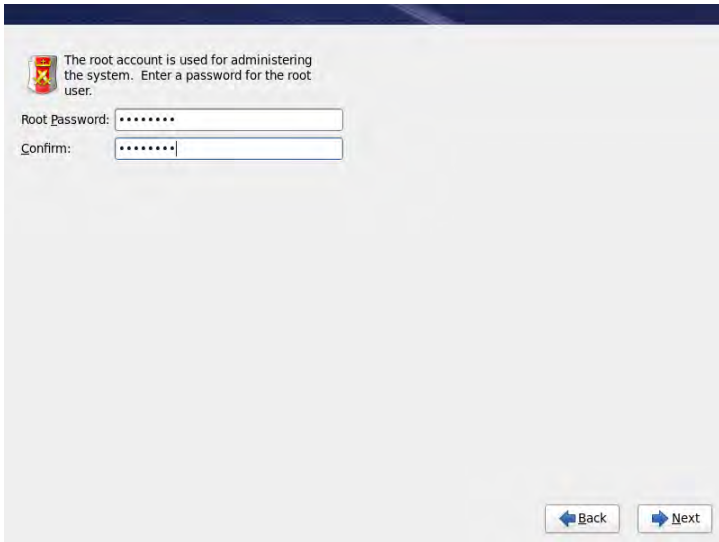 The root account is used for administering
the system.  Enter a password for the root
user.
Root Password: ••••••••
Confirm: ••••••••
Back
Next